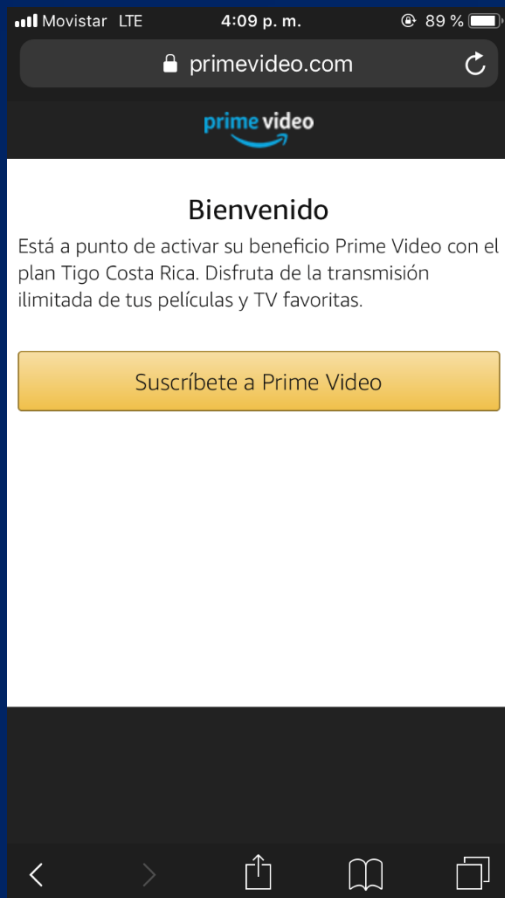 Movistar LTE 4:09 p. m. 89 %
primevideo.com
prime video
Bienvenido
Está a punto de activar su beneficio Prime Video con el
plan Tigo Costa Rica. Disfruta de la transmisión
ilimitada de tus películas y TV favoritas.
Suscríbete a Prime Video